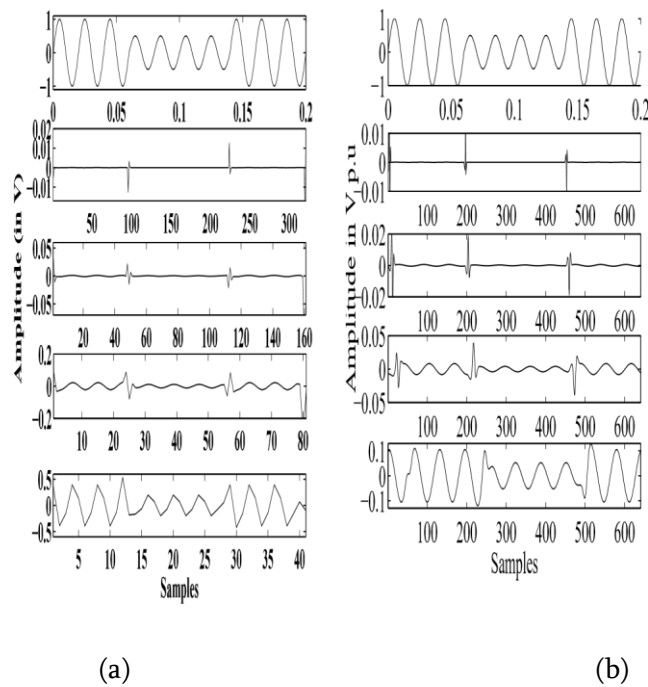 1
0
−1
0 0.05 0.1 0.15 0.2
0.02
0.01
0
−0.01
50 100 150 200 250 300
0.05
0
−0.05
20 40 60 80 100 120 140 160
0.2
0
−0.2
10 20 30 40 50 60 70 80
0.5
0
−0.5
5 10 15 20 25 30 35 40
Samples
Amplitude (in V)
(a)
1
0
−1
0 0.05 0.1 0.15 0.2
0.01
0
−0.01
100 200 300 400 500 600
0.02
0
−0.02
100 200 300 400 500 600
0.05
0
−0.05
100 200 300 400 500 600
0.1
0
−0.1
100 200 300 400 500 600
Samples
Amplitude in V p.u
(b)